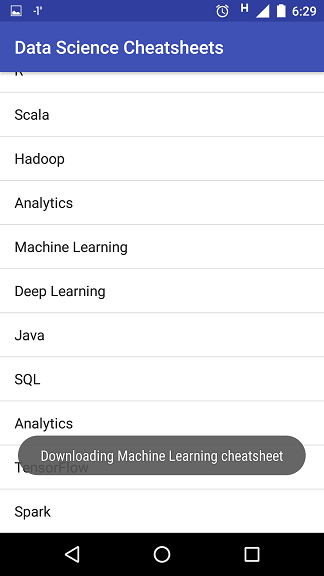 -1°
H
6:29
Data Science Cheatsheets
R
Scala
Hadoop
Analytics
Machine Learning
Deep Learning
Java
SQL
Analytics
Downloading Machine Learning cheatsheet
TensorFlow
Spark